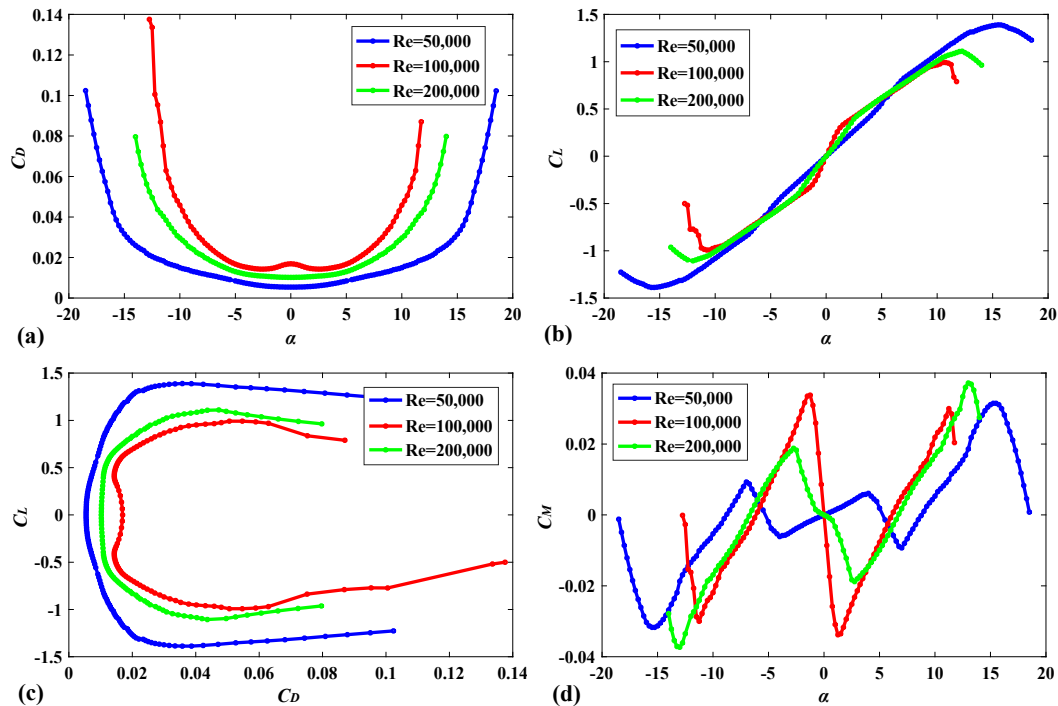 0.14
0.12
0.1
0.08
0.06
0.04
0.02
0
C_D
-20 -15 -10 -5 0 5 10 15 20
α
Re=50,000
Re=100,000
Re=200,000
(a)
(b)
1.5
1
0.5
0
-0.5
-1
-1.5
C_L
-20 -15 -10 -5 0 5 10 15 20
α
Re=50,000
Re=100,000
Re=200,000
(b)
1.5
1
0.5
0
-0.5
-1
-1.5
C_L
0 0.02 0.04 0.06 0.08 0.1 0.12 0.14
C_D
Re=50,000
Re=100,000
Re=200,000
(c)
0.04
0.02
0
-0.02
-0.04
C_M
-20 -15 -10 -5 0 5 10 15 20
α
Re=50,000
Re=100,000
Re=200,000
(d)